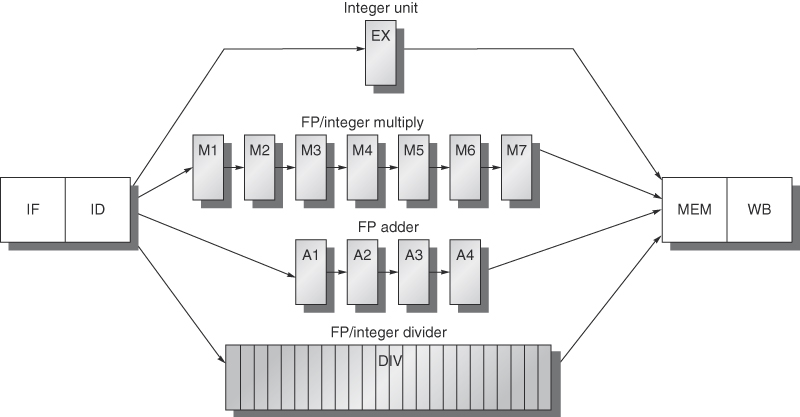 Integer unit
EX
FP/integer multiply
M1 M2 M3 M4 M5 M6 M7
IF ID
MEM WB
FP adder
A1 A2 A3 A4
FP/integer divider
DIV